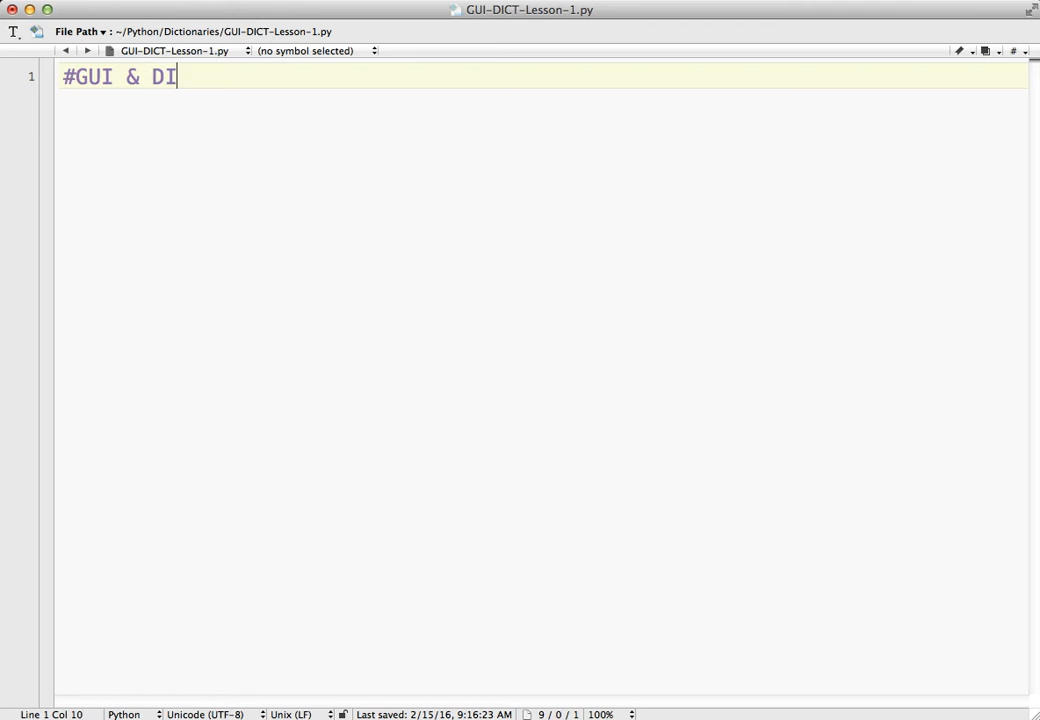 GUI-DICT-Lesson-1.py
File Path ▾ : ~/Python/Dictionaries/GUI-DICT-Lesson-1.py
GUI-DICT-Lesson-1.py (no symbol selected) #
1 #GUI & DI
Line 1 Col 10 Python Unicode (UTF-8) Unix (LF) Last saved: 2/15/16, 9:16:23 AM 9 / 0 / 1 100%